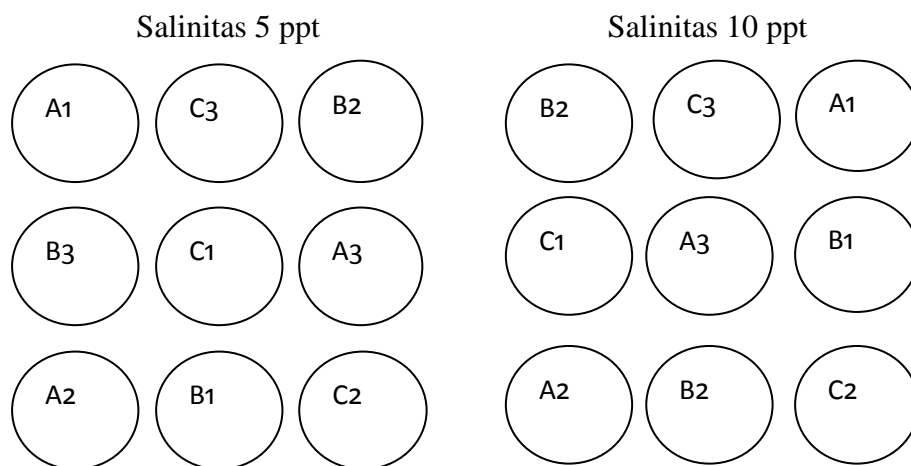 Salinitas 5 ppt
A1 C3 B2
B3 C1 A3
A2 B1 C2
Salinitas 10 ppt
B2 C3 A1
C1 A3 B1
A2 B2 C2